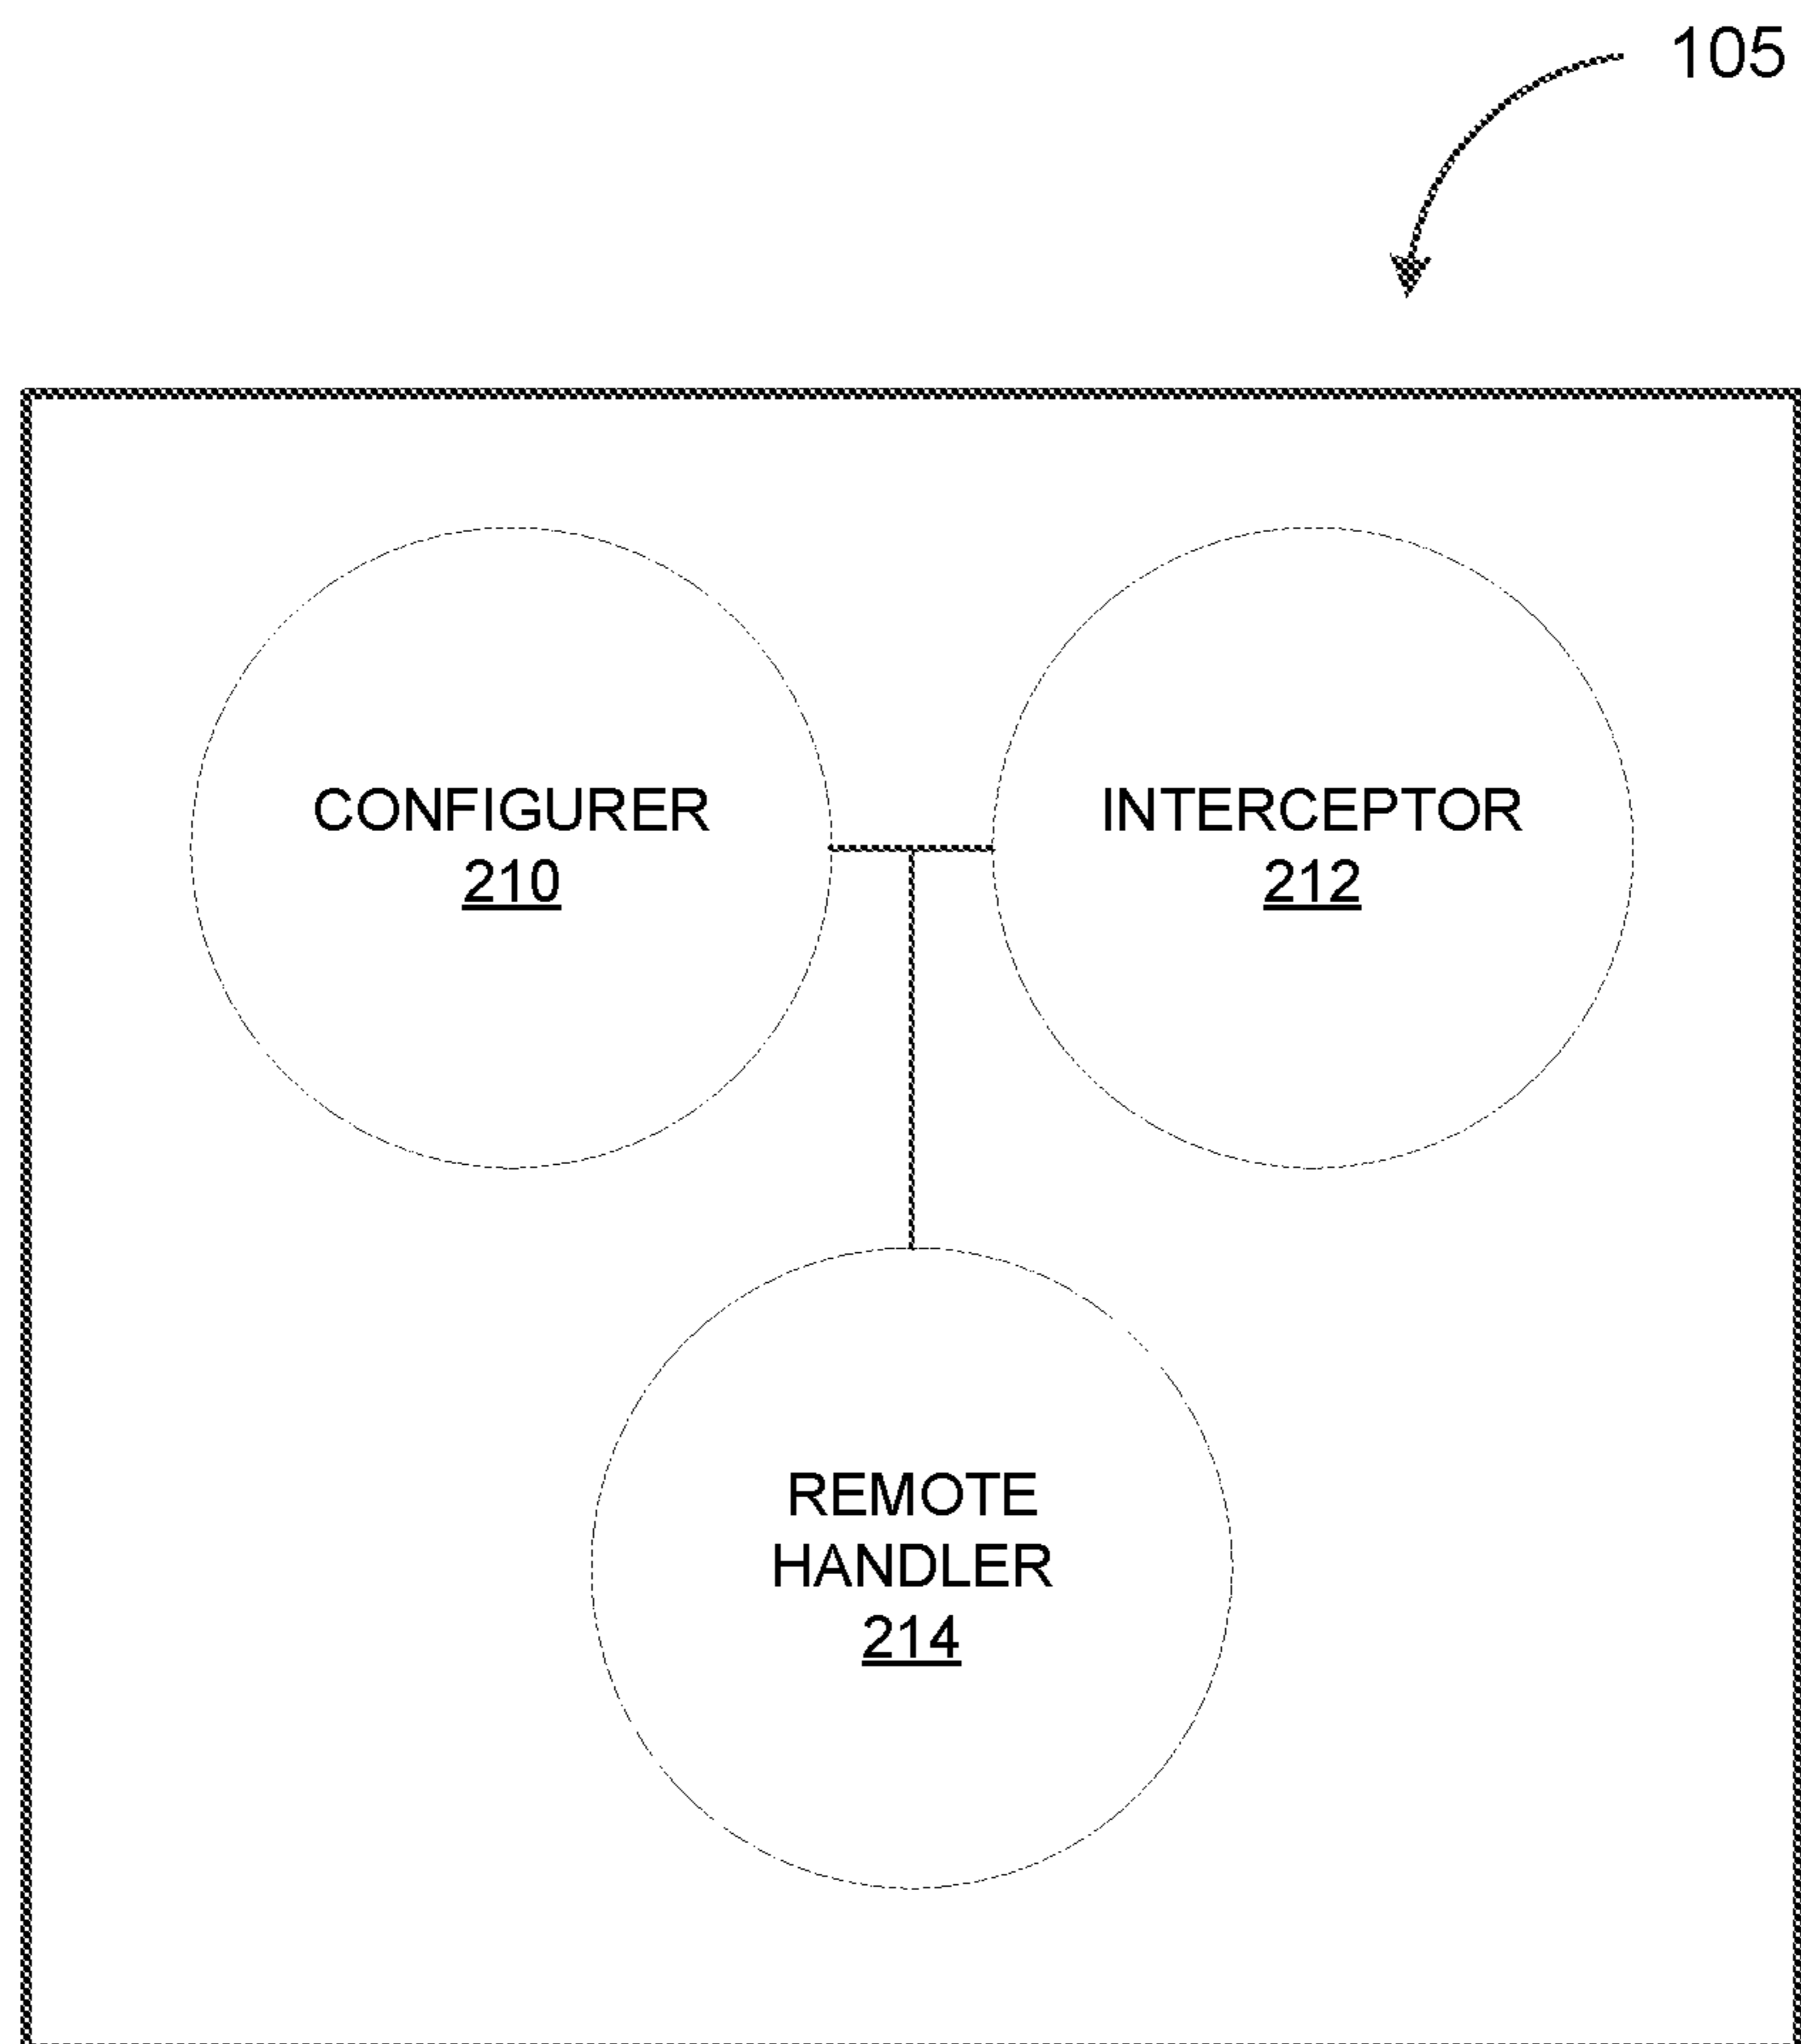 105
CONFIGURER
210
INTERCEPTOR
212
REMOTE
HANDLER
214